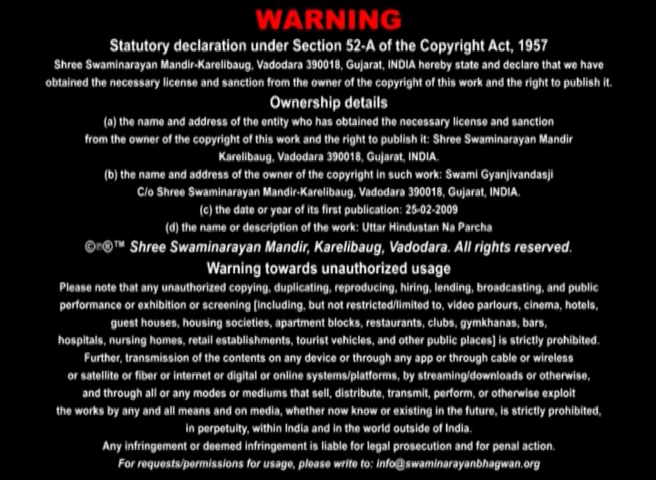 WARNING
Statutory declaration under Section 52-A of the Copyright Act, 1957
Shree Swaminarayan Mandir-Karelibaug, Vadodara 390018, Gujarat, INDIA hereby state and declare that we have
obtained the necessary license and sanction from the owner of the copyright of this work and the right to publish it.
Ownership details
(a) the name and address of the entity who has obtained the necessary license and sanction
from the owner of the copyright of this work and the right to publish it: Shree Swaminarayan Mandir
Karelibaug, Vadodara 390018, Gujarat, INDIA.
(b) the name and address of the owner of the copyright in such work: Swami Gyanjivandasji
C/o Shree Swaminarayan Mandir-Karelibaug, Vadodara 390018, Gujarat, INDIA.
(c) the date or year of its first publication: 25-02-2009
(d) the name or description of the work: Uttar Hindustan Na Parcha
©℗®™ Shree Swaminarayan Mandir, Karelibaug, Vadodara. All rights reserved.
Warning towards unauthorized usage
Please note that any unauthorized copying, duplicating, reproducing, hiring, lending, broadcasting, and public
performance or exhibition or screening [including, but not restricted/limited to, video parlours, cinema, hotels,
guest houses, housing societies, apartment blocks, restaurants, clubs, gymkhanas, bars,
hospitals, nursing homes, retail establishments, tourist vehicles, and other public places] is strictly prohibited.
Further, transmission of the contents on any device or through any app or through cable or wireless
or satellite or fiber or internet or digital or online systems/platforms, by streaming/downloads or otherwise,
and through all or any modes or mediums that sell, distribute, transmit, perform, or otherwise exploit
the works by any and all means and on media, whether now know or existing in the future, is strictly prohibited,
in perpetuity, within India and in the world outside of India.
Any infringement or deemed infringement is liable for legal prosecution and for penal action.
For requests/permissions for usage, please write to: info@swaminarayanbhagwan.org